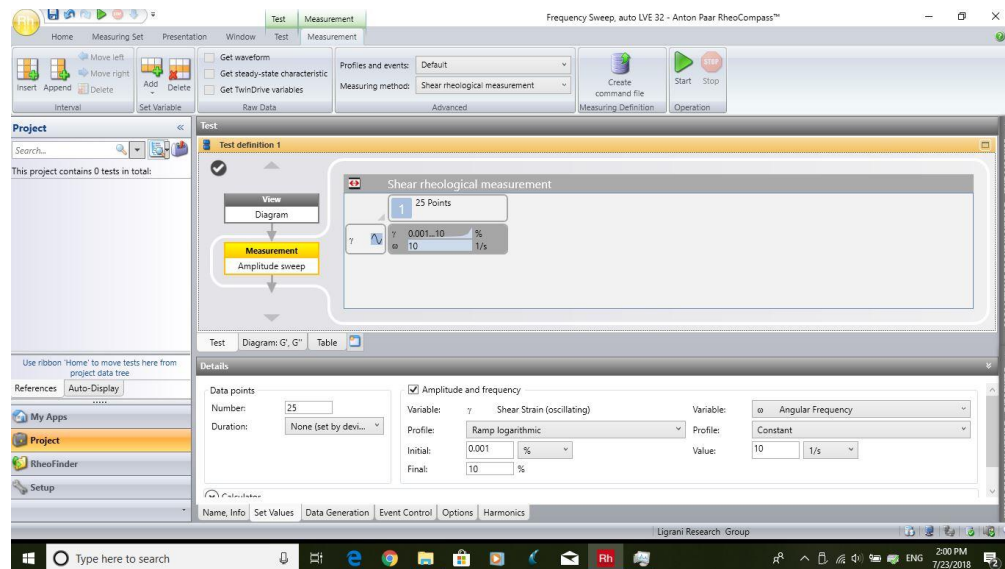 Rh
Test
Measurement
Frequency Sweep, auto LVE 32 - Anton Paar RheoCompass™
Home
Measuring Set
Presentation
Window
Test
Measurement
Insert
Append
Move left
Move right
Delete
Interval
Add
Delete
Set Variable
Get waveform
Get steady-state characteristic
Get TwinDrive variables
Raw Data
Profiles and events: Default
Measuring method: Shear rheological measurement
Advanced
Create
command file
Measuring Definition
Start
STOP
Stop
Operation
Project
«
Search...
This project contains 0 tests in total:
Use ribbon 'Home' to move tests here from
project data tree
References
Auto-Display
My Apps
Project
RheoFinder
Setup
Test
Test definition 1
View
Diagram
Measurement
Amplitude sweep
Shear rheological measurement
1
25 Points
γ
γ 0.001...10 %
ω 10 1/s
Test
Diagram: G', G''
Table
Details
Data points
Number: 25
Duration: None (set by devi...
Amplitude and frequency
Variable: γ Shear Strain (oscillating)
Profile: Ramp logarithmic
Initial: 0.001 %
Final: 10 %
Variable: ω Angular Frequency
Profile: Constant
Value: 10 1/s
Calculator
Name, Info
Set Values
Data Generation
Event Control
Options
Harmonics
Ligrani Research Group
Type here to search
Rh
ENG
2:00 PM
7/23/2018